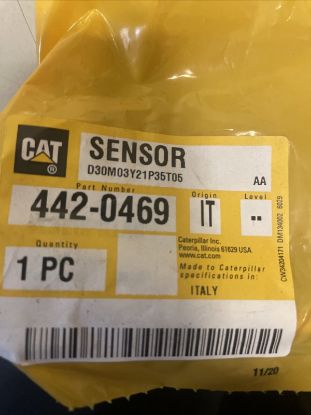 CAT ®
SENSOR
D30M03Y21P35T05
AA
Part Number
442-0469
Origin
IT
Level
--
Quantity
1 PC
Caterpillar Inc.
Peoria, Illinois 61629 USA
www.cat.com
Made to Caterpillar
specifications in:
ITALY
11/20